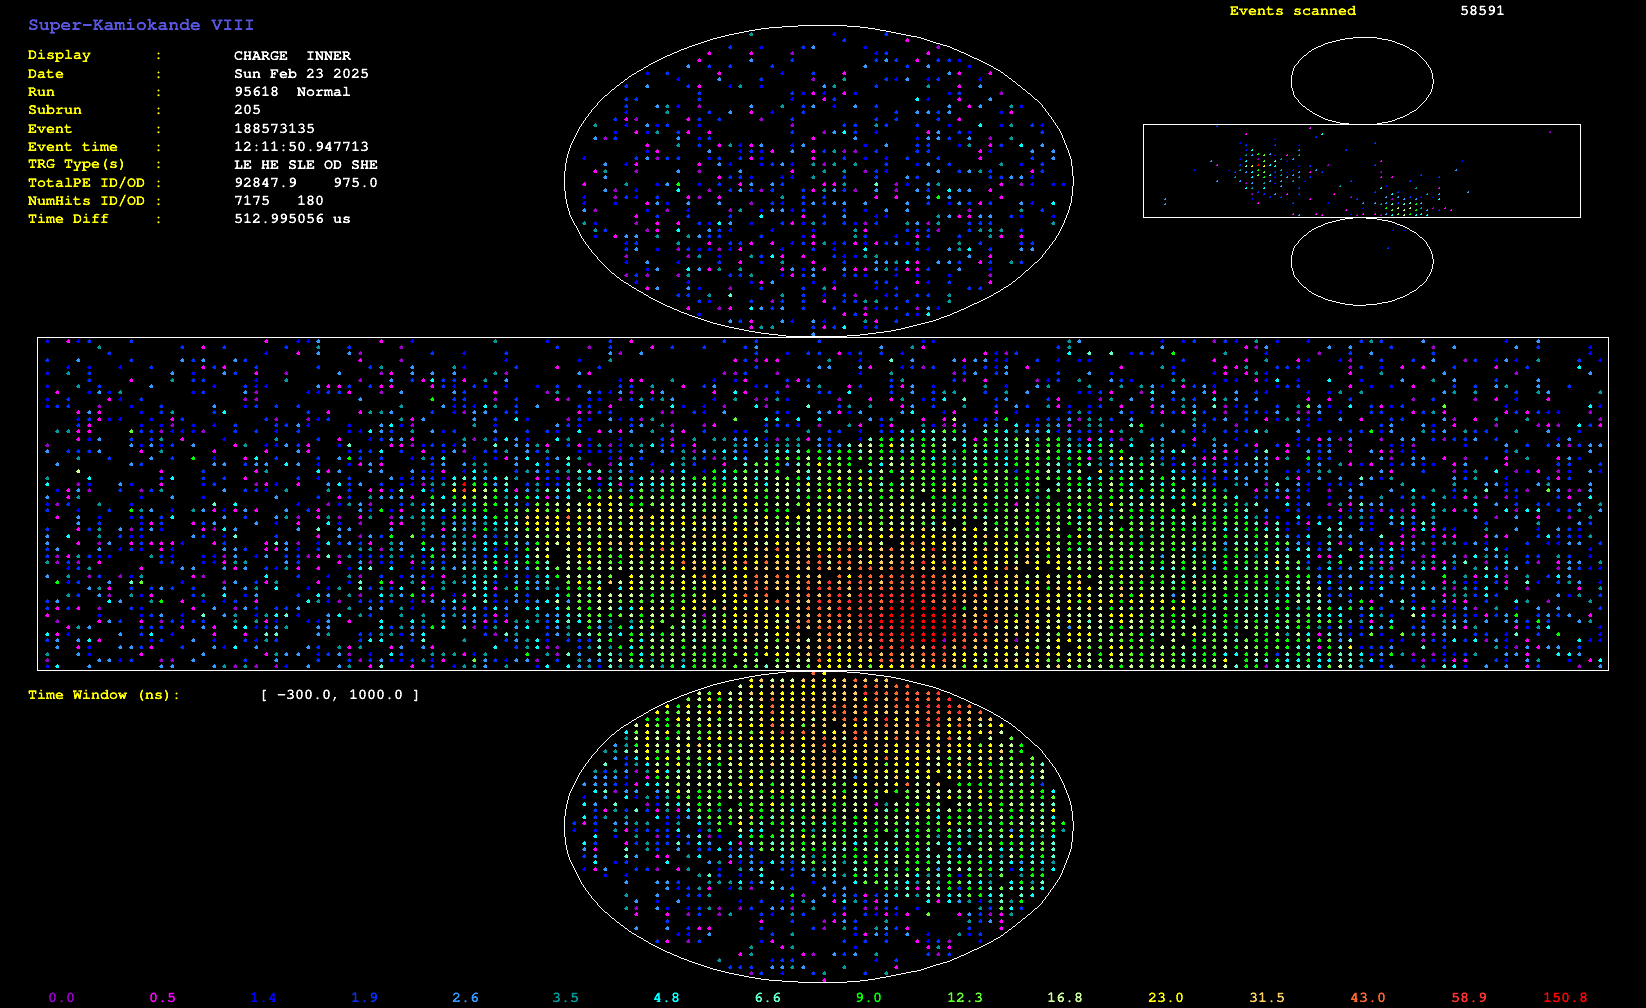 Super-Kamiokande VIII
Events scanned 58591
Display : CHARGE INNER
Date : Sun Feb 23 2025
Run : 95618 Normal
Subrun : 205
Event : 188573135
Event time : 12:11:50.947713
TRG Type(s) : LE HE SLE OD SHE
TotalPE ID/OD : 92847.9 975.0
NumHits ID/OD : 7175 180
Time Diff : 512.995056 us
Time Window (ns): [ -300.0, 1000.0 ]
0.0 0.5 1.4 1.9 2.6 3.5 4.8 6.6 9.0 12.3 16.8 23.0 31.5 43.0 58.9 150.8